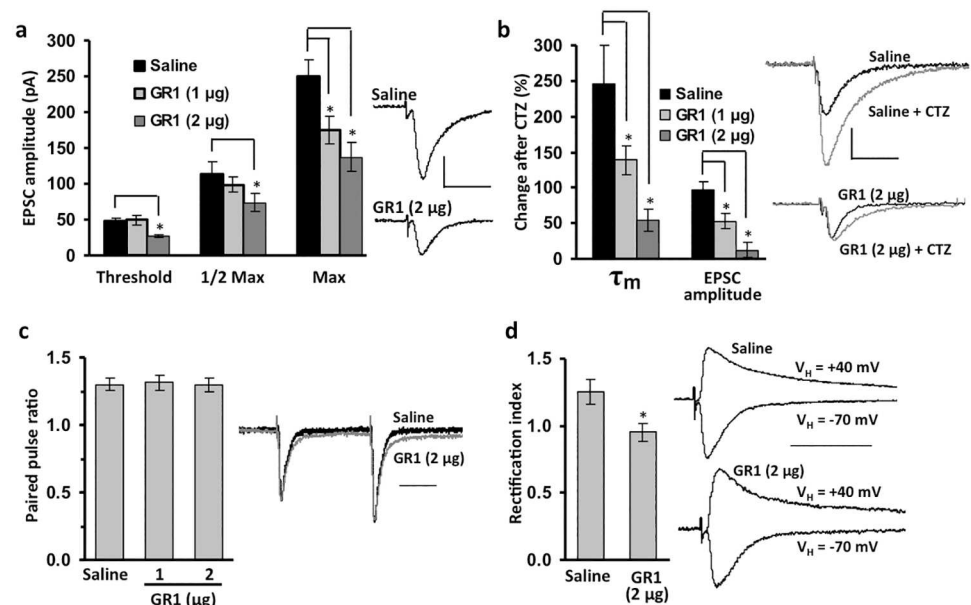 a
EPSC amplitude (pA)
300
250
200
150
100
50
0
Saline
GR1 (1 µg)
GR1 (2 µg)
*
*
*
*
Threshold
1/2 Max
Max
Saline
GR1 (2 µg)
b
Change after CTZ (%)
300
250
200
150
100
50
0
Saline
GR1 (1 µg)
GR1 (2 µg)
*
*
*
*
τm
EPSC
amplitude
Saline
Saline + CTZ
GR1 (2 µg)
GR1 (2 µg) + CTZ
c
Paired pulse ratio
1.5
1.0
0.5
0.0
Saline
1
2
GR1 (µg)
Saline
GR1 (2 µg)
d
Rectification index
1.5
1.0
0.5
0.0
*
Saline
GR1
(2 µg)
Saline
VH = +40 mV
VH = -70 mV
GR1 (2 µg)
VH = +40 mV
VH = -70 mV